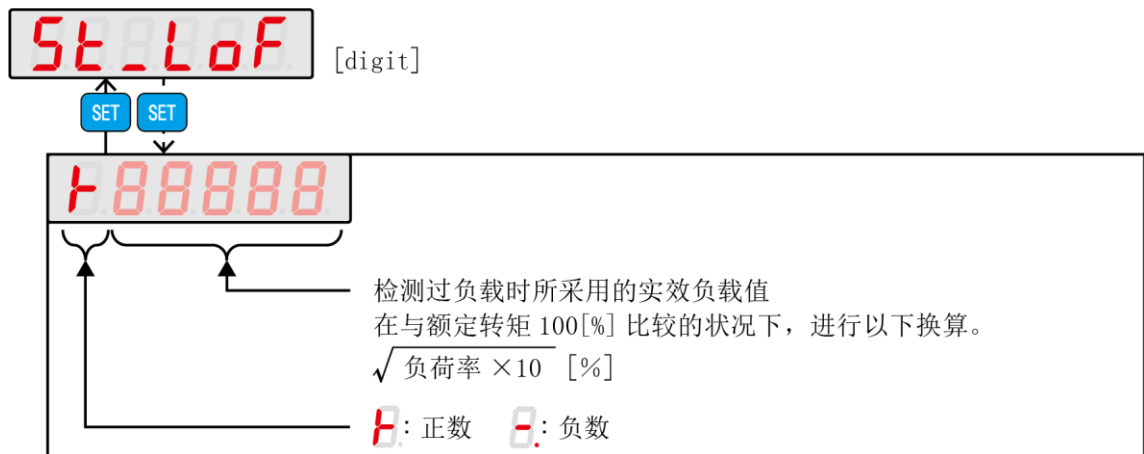 St_LoF [digit]
SET SET
┠88888
检测过负载时所采用的实效负载值
在与额定转矩 100[%] 比较的状况下，进行以下换算。
√负荷率 ×10 [%]
┠: 正数 -.: 负数